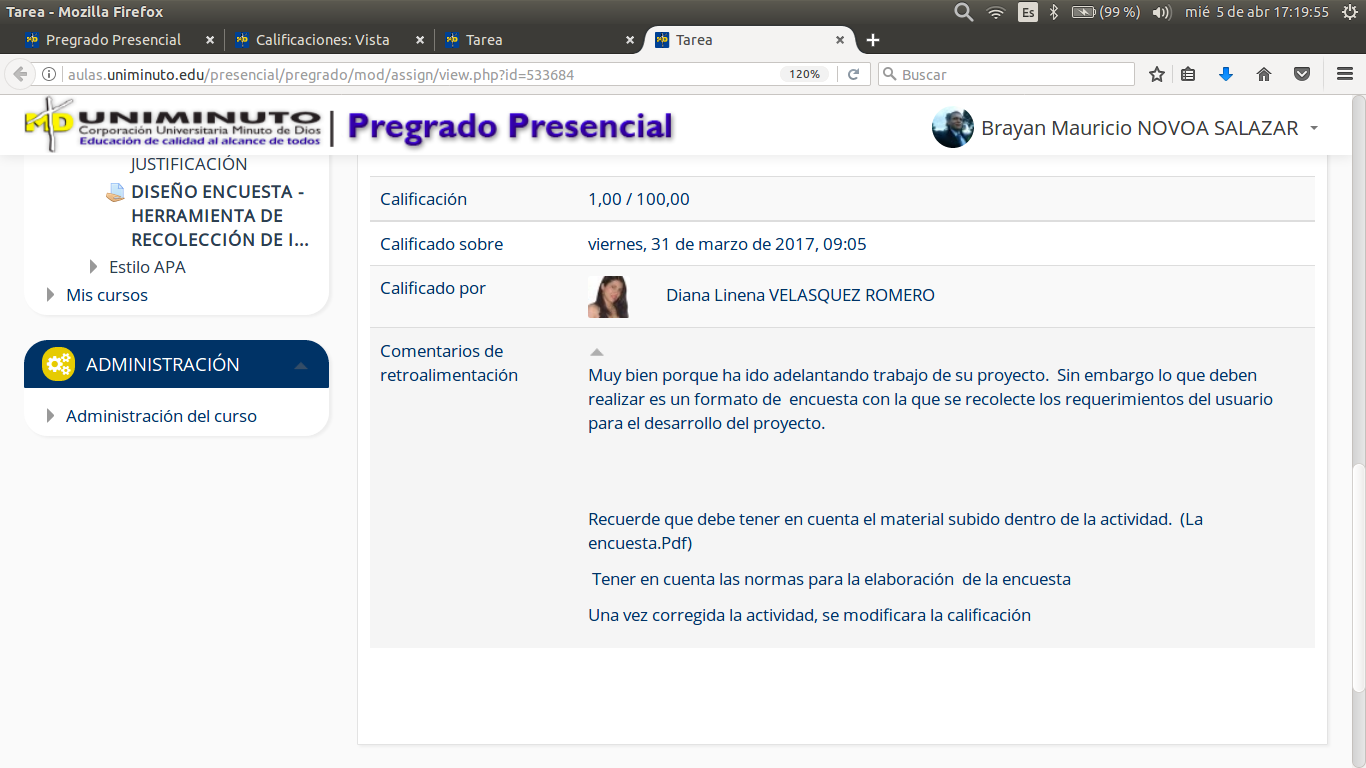 Tarea - Mozilla Firefox
Es (99 %) mié 5 de abr 17:19:55
Pregrado Presencial × Calificaciones: Vista × Tarea × Tarea × +
aulas.uniminuto.edu/presencial/pregrado/mod/assign/view.php?id=533684 120% Buscar
MD UNIMINUTO
Corporación Universitaria Minuto de Dios
Educación de calidad al alcance de todos
Pregrado Presencial
Brayan Mauricio NOVOA SALAZAR
JUSTIFICACIÓN
DISEÑO ENCUESTA -
HERRAMIENTA DE
RECOLECCIÓN DE I...
Estilo APA
Mis cursos
ADMINISTRACIÓN
Administración del curso
Calificación 1,00 / 100,00
Calificado sobre viernes, 31 de marzo de 2017, 09:05
Calificado por Diana Linena VELASQUEZ ROMERO
Comentarios de
retroalimentación
Muy bien porque ha ido adelantando trabajo de su proyecto.  Sin embargo lo que deben
realizar es un formato de  encuesta con la que se recolecte los requerimientos del usuario
para el desarrollo del proyecto.
Recuerde que debe tener en cuenta el material subido dentro de la actividad.  (La
encuesta.Pdf)
Tener en cuenta las normas para la elaboración  de la encuesta
Una vez corregida la actividad, se modificara la calificación